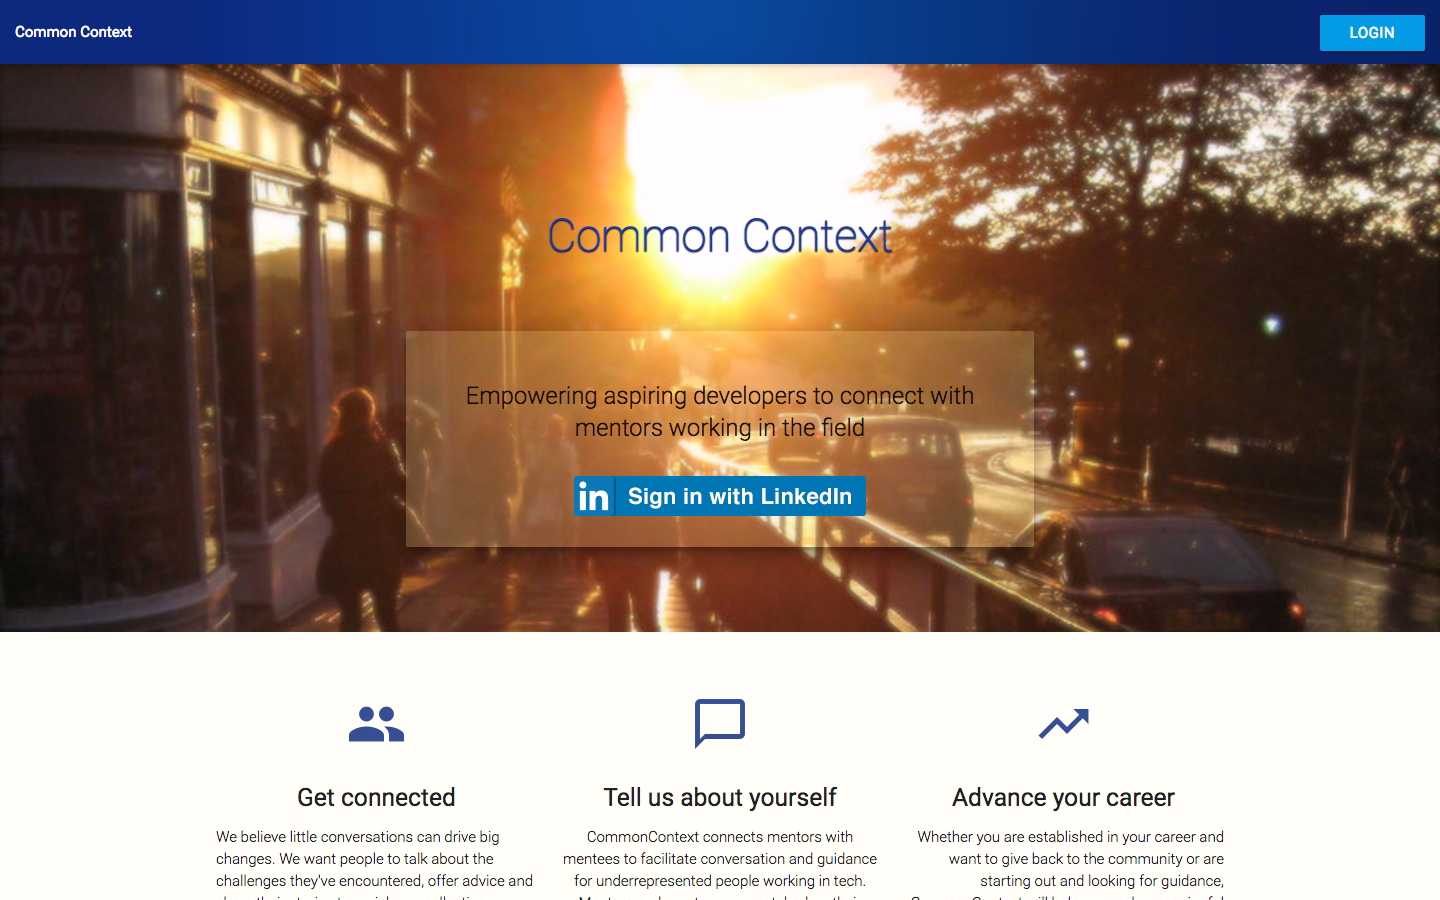 Common Context
LOGIN
SALE
50%
OFF
Common Context
Empowering aspiring developers to connect with
mentors working in the field
in Sign in with LinkedIn
Get connected
We believe little conversations can drive big
changes. We want people to talk about the
challenges they've encountered, offer advice and
Tell us about yourself
CommonContext connects mentors with
mentees to facilitate conversation and guidance
for underrepresented people working in tech.
Advance your career
Whether you are established in your career and
want to give back to the community or are
starting out and looking for guidance,